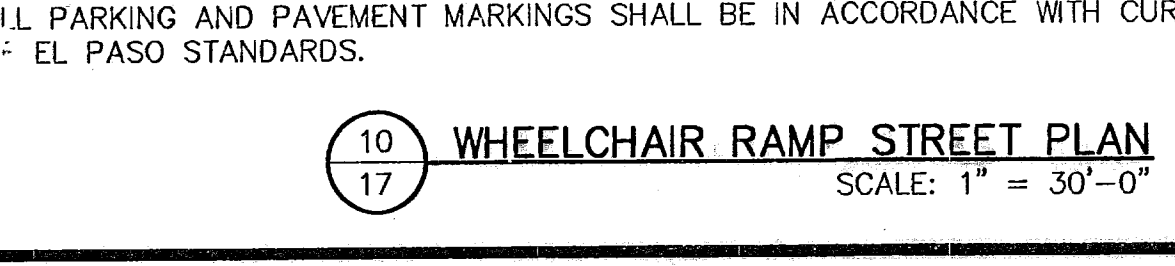 PARKING AND PAVEMENT MARKINGS SHALL BE IN ACCORDANCE WITH
EL PASO STANDARDS.
10
17
WHEELCHAIR RAMP STREET PLAN
SCALE: 1" = 30'-0"